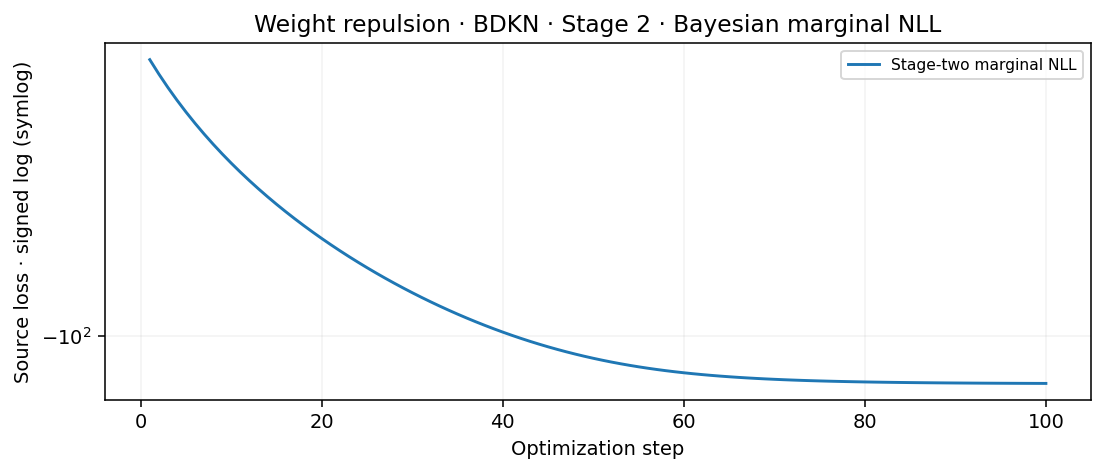 Weight repulsion · BDKN · Stage 2 · Bayesian marginal NLL
Stage-two marginal NLL
Source loss · signed log (symlog)
−10²
0 20 40 60 80 100
Optimization step